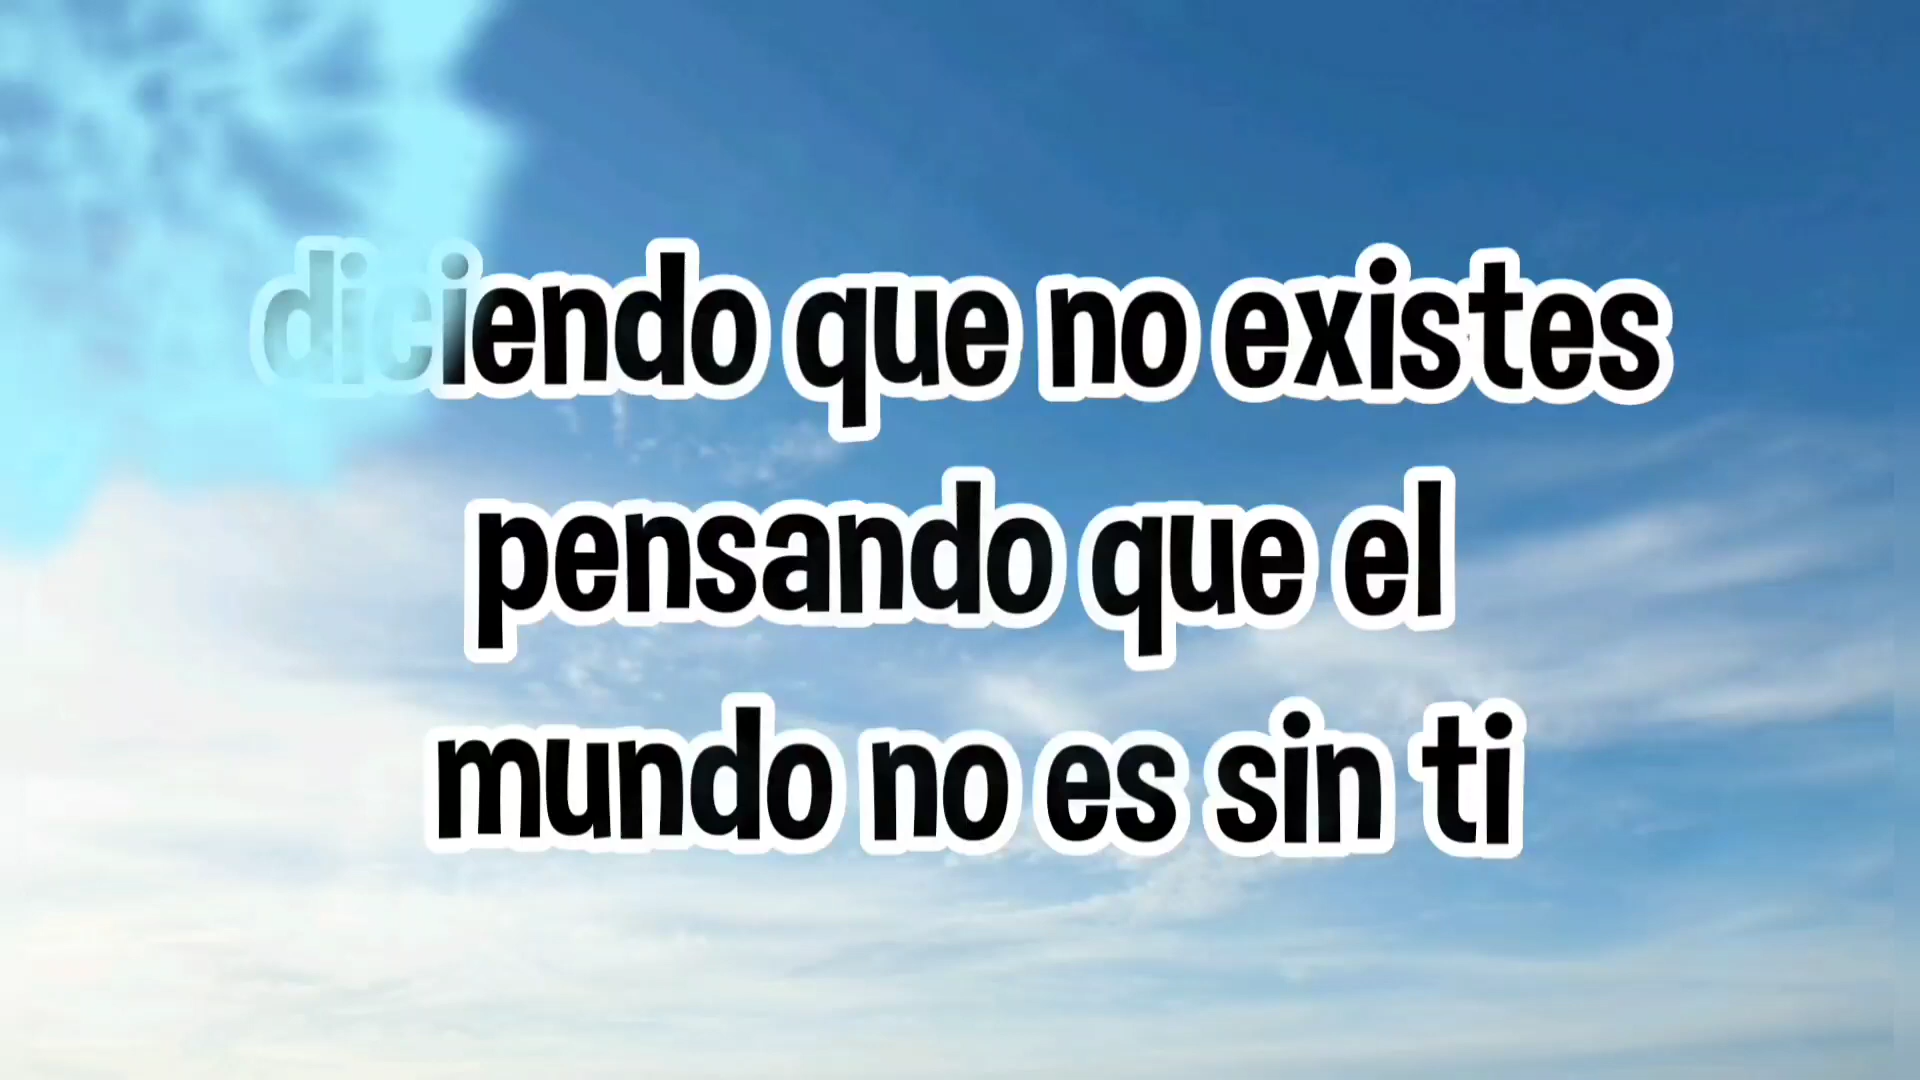 diciendo que no existes
pensando que el
mundo no es sin ti